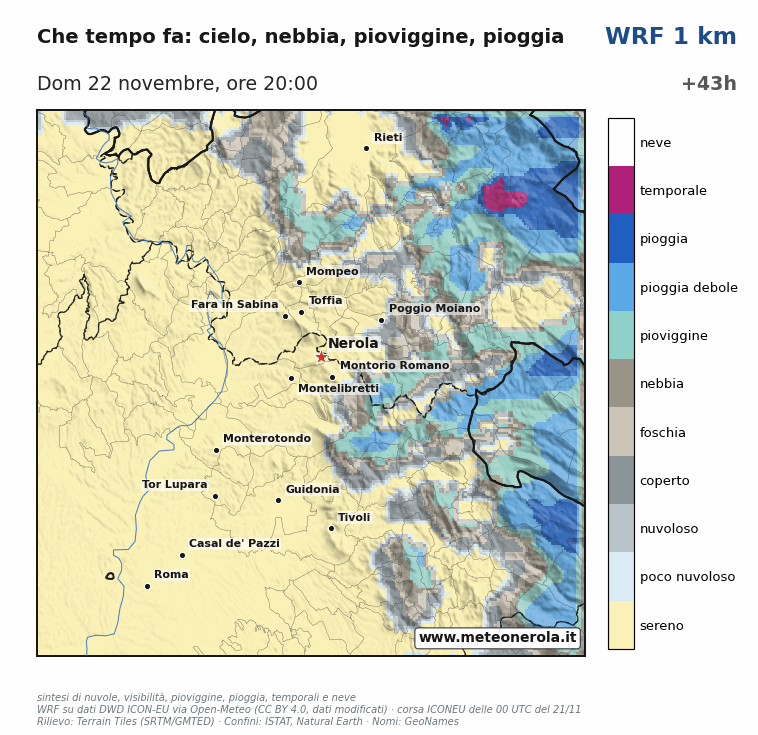 Che tempo fa: cielo, nebbia, pioviggine, pioggia
WRF 1 km
Dom 22 novembre, ore 20:00
+43h
Rieti
Mompeo
Fara in Sabina
Toffia
Poggio Moiano
Nerola
Montorio Romano
Montelibretti
Monterotondo
Tor Lupara
Guidonia
Tivoli
Casal de' Pazzi
Roma
www.meteonerola.it
neve
temporale
pioggia
pioggia debole
pioviggine
nebbia
foschia
coperto
nuvoloso
poco nuvoloso
sereno
sintesi di nuvole, visibilità, pioviggine, pioggia, temporali e neve
WRF su dati DWD ICON-EU via Open-Meteo (CC BY 4.0, dati modificati) · corsa ICONEU delle 00 UTC del 21/11
Rilievo: Terrain Tiles (SRTM/GMTED) · Confini: ISTAT, Natural Earth · Nomi: GeoNames